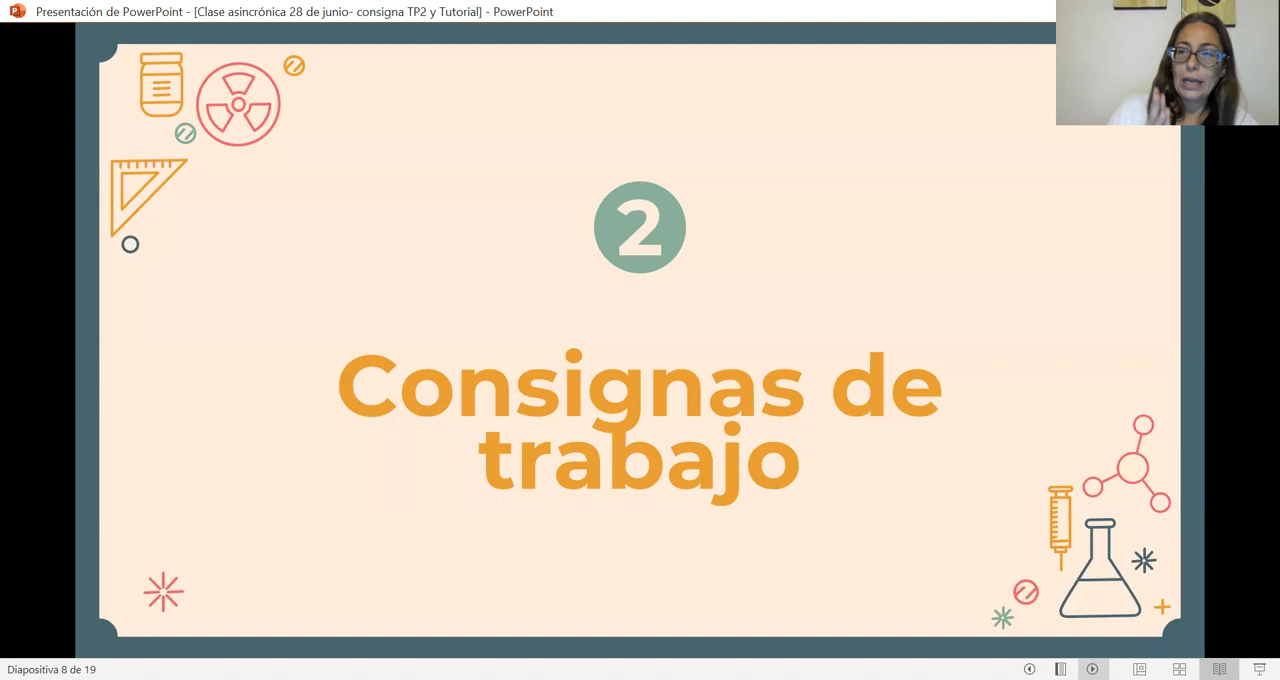 Presentación de PowerPoint - [Clase asincrónica 28 de junio- consigna TP2 y Tutorial] - PowerPoint
2
Consignas de
trabajo
Diapositiva 8 de 19